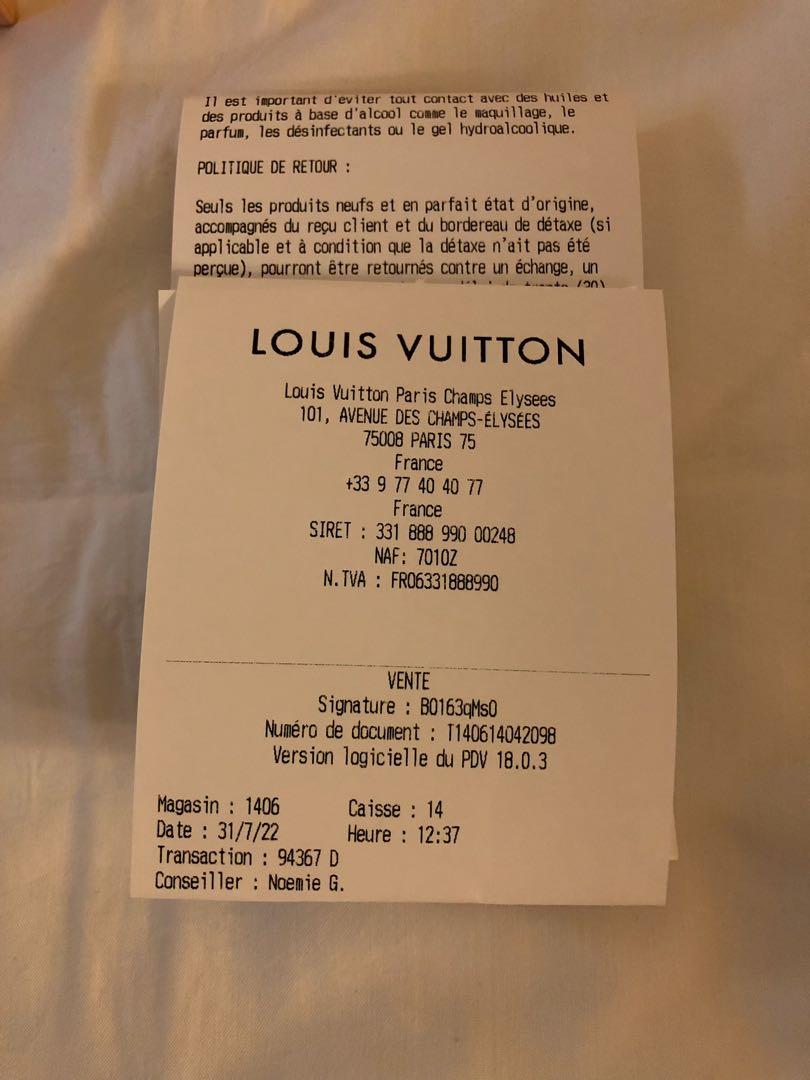 Il est important d'éviter tout contact avec des huiles et
des produits à base d'alcool comme le maquillage, le
parfum, les désinfectants ou le gel hydroalcoolique.
POLITIQUE DE RETOUR :
Seuls les produits neufs et en parfait état d'origine,
accompagnés du reçu client et du bordereau de détaxe (si
applicable et à condition que la détaxe n'ait pas été
perçue), pourront être retournés contre un échange, un
LOUIS VUITTON
Louis Vuitton Paris Champs Elysees
101, AVENUE DES CHAMPS-ÉLYSÉES
75008 PARIS 75
France
+33 9 77 40 40 77
France
SIRET : 331 888 990 00248
NAF: 7010Z
N.TVA : FR06331888990
VENTE
Signature : B0163qMs0
Numéro de document : T140614042098
Version logicielle du PDV 18.0.3
Magasin : 1406 Caisse : 14
Date : 31/7/22 Heure : 12:37
Transaction : 94367 D
Conseiller : Noemie G.